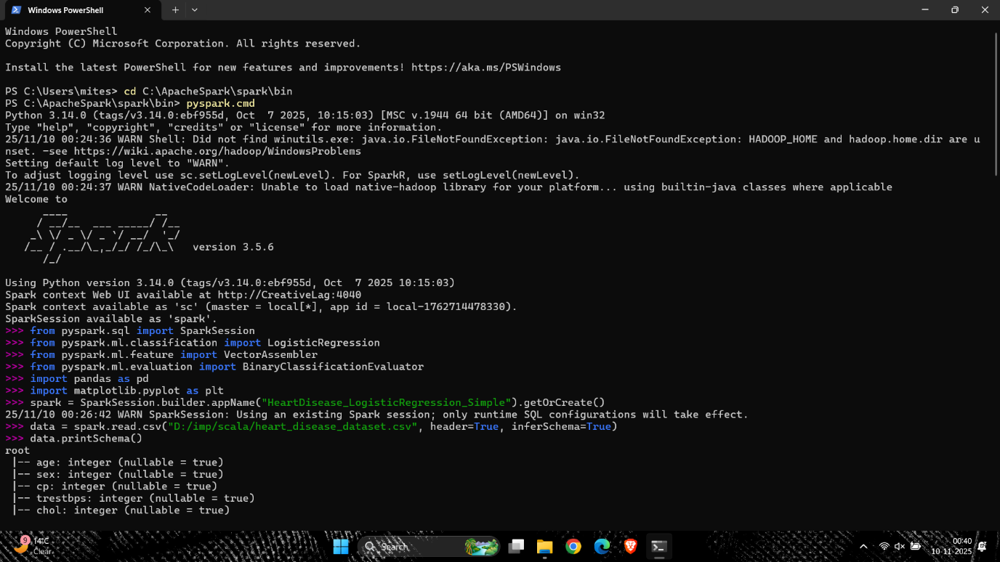 Windows PowerShell
Windows PowerShell
Copyright (C) Microsoft Corporation. All rights reserved.
Install the latest PowerShell for new features and improvements! https://aka.ms/PSWindows
PS C:\Users\mites> cd C:\ApacheSpark\spark\bin
PS C:\ApacheSpark\spark\bin> pyspark.cmd
Python 3.14.0 (tags/v3.14.0:ebf955d, Oct  7 2025, 10:15:03) [MSC v.1944 64 bit (AMD64)] on win32
Type "help", "copyright", "credits" or "license" for more information.
25/11/10 00:24:36 WARN Shell: Did not find winutils.exe: java.io.FileNotFoundException: java.io.FileNotFoundException: HADOOP_HOME and hadoop.home.dir are u
nset. -see https://wiki.apache.org/hadoop/WindowsProblems
Setting default log level to "WARN".
To adjust logging level use sc.setLogLevel(newLevel). For SparkR, use setLogLevel(newLevel).
25/11/10 00:24:37 WARN NativeCodeLoader: Unable to load native-hadoop library for your platform... using builtin-java classes where applicable
Welcome to
      ____              __
     / __/__  ___ _____/ /__
    _\ \/ _ \/ _ `/ __/  '_/
   /__ / .__/\_,_/_/ /_/\_\   version 3.5.6
      /_/
Using Python version 3.14.0 (tags/v3.14.0:ebf955d, Oct  7 2025 10:15:03)
Spark context Web UI available at http://CreativeLag:4040
Spark context available as 'sc' (master = local[*], app id = local-1762714478330).
SparkSession available as 'spark'.
>>> from pyspark.sql import SparkSession
>>> from pyspark.ml.classification import LogisticRegression
>>> from pyspark.ml.feature import VectorAssembler
>>> from pyspark.ml.evaluation import BinaryClassificationEvaluator
>>> import pandas as pd
>>> import matplotlib.pyplot as plt
>>> spark = SparkSession.builder.appName("HeartDisease_LogisticRegression_Simple").getOrCreate()
25/11/10 00:26:42 WARN SparkSession: Using an existing Spark session; only runtime SQL configurations will take effect.
>>> data = spark.read.csv("D:/imp/scala/heart_disease_dataset.csv", header=True, inferSchema=True)
>>> data.printSchema()
root
 |-- age: integer (nullable = true)
 |-- sex: integer (nullable = true)
 |-- cp: integer (nullable = true)
 |-- trestbps: integer (nullable = true)
 |-- chol: integer (nullable = true)
9
14°C
Clear
Search
00:40
10-11-2025